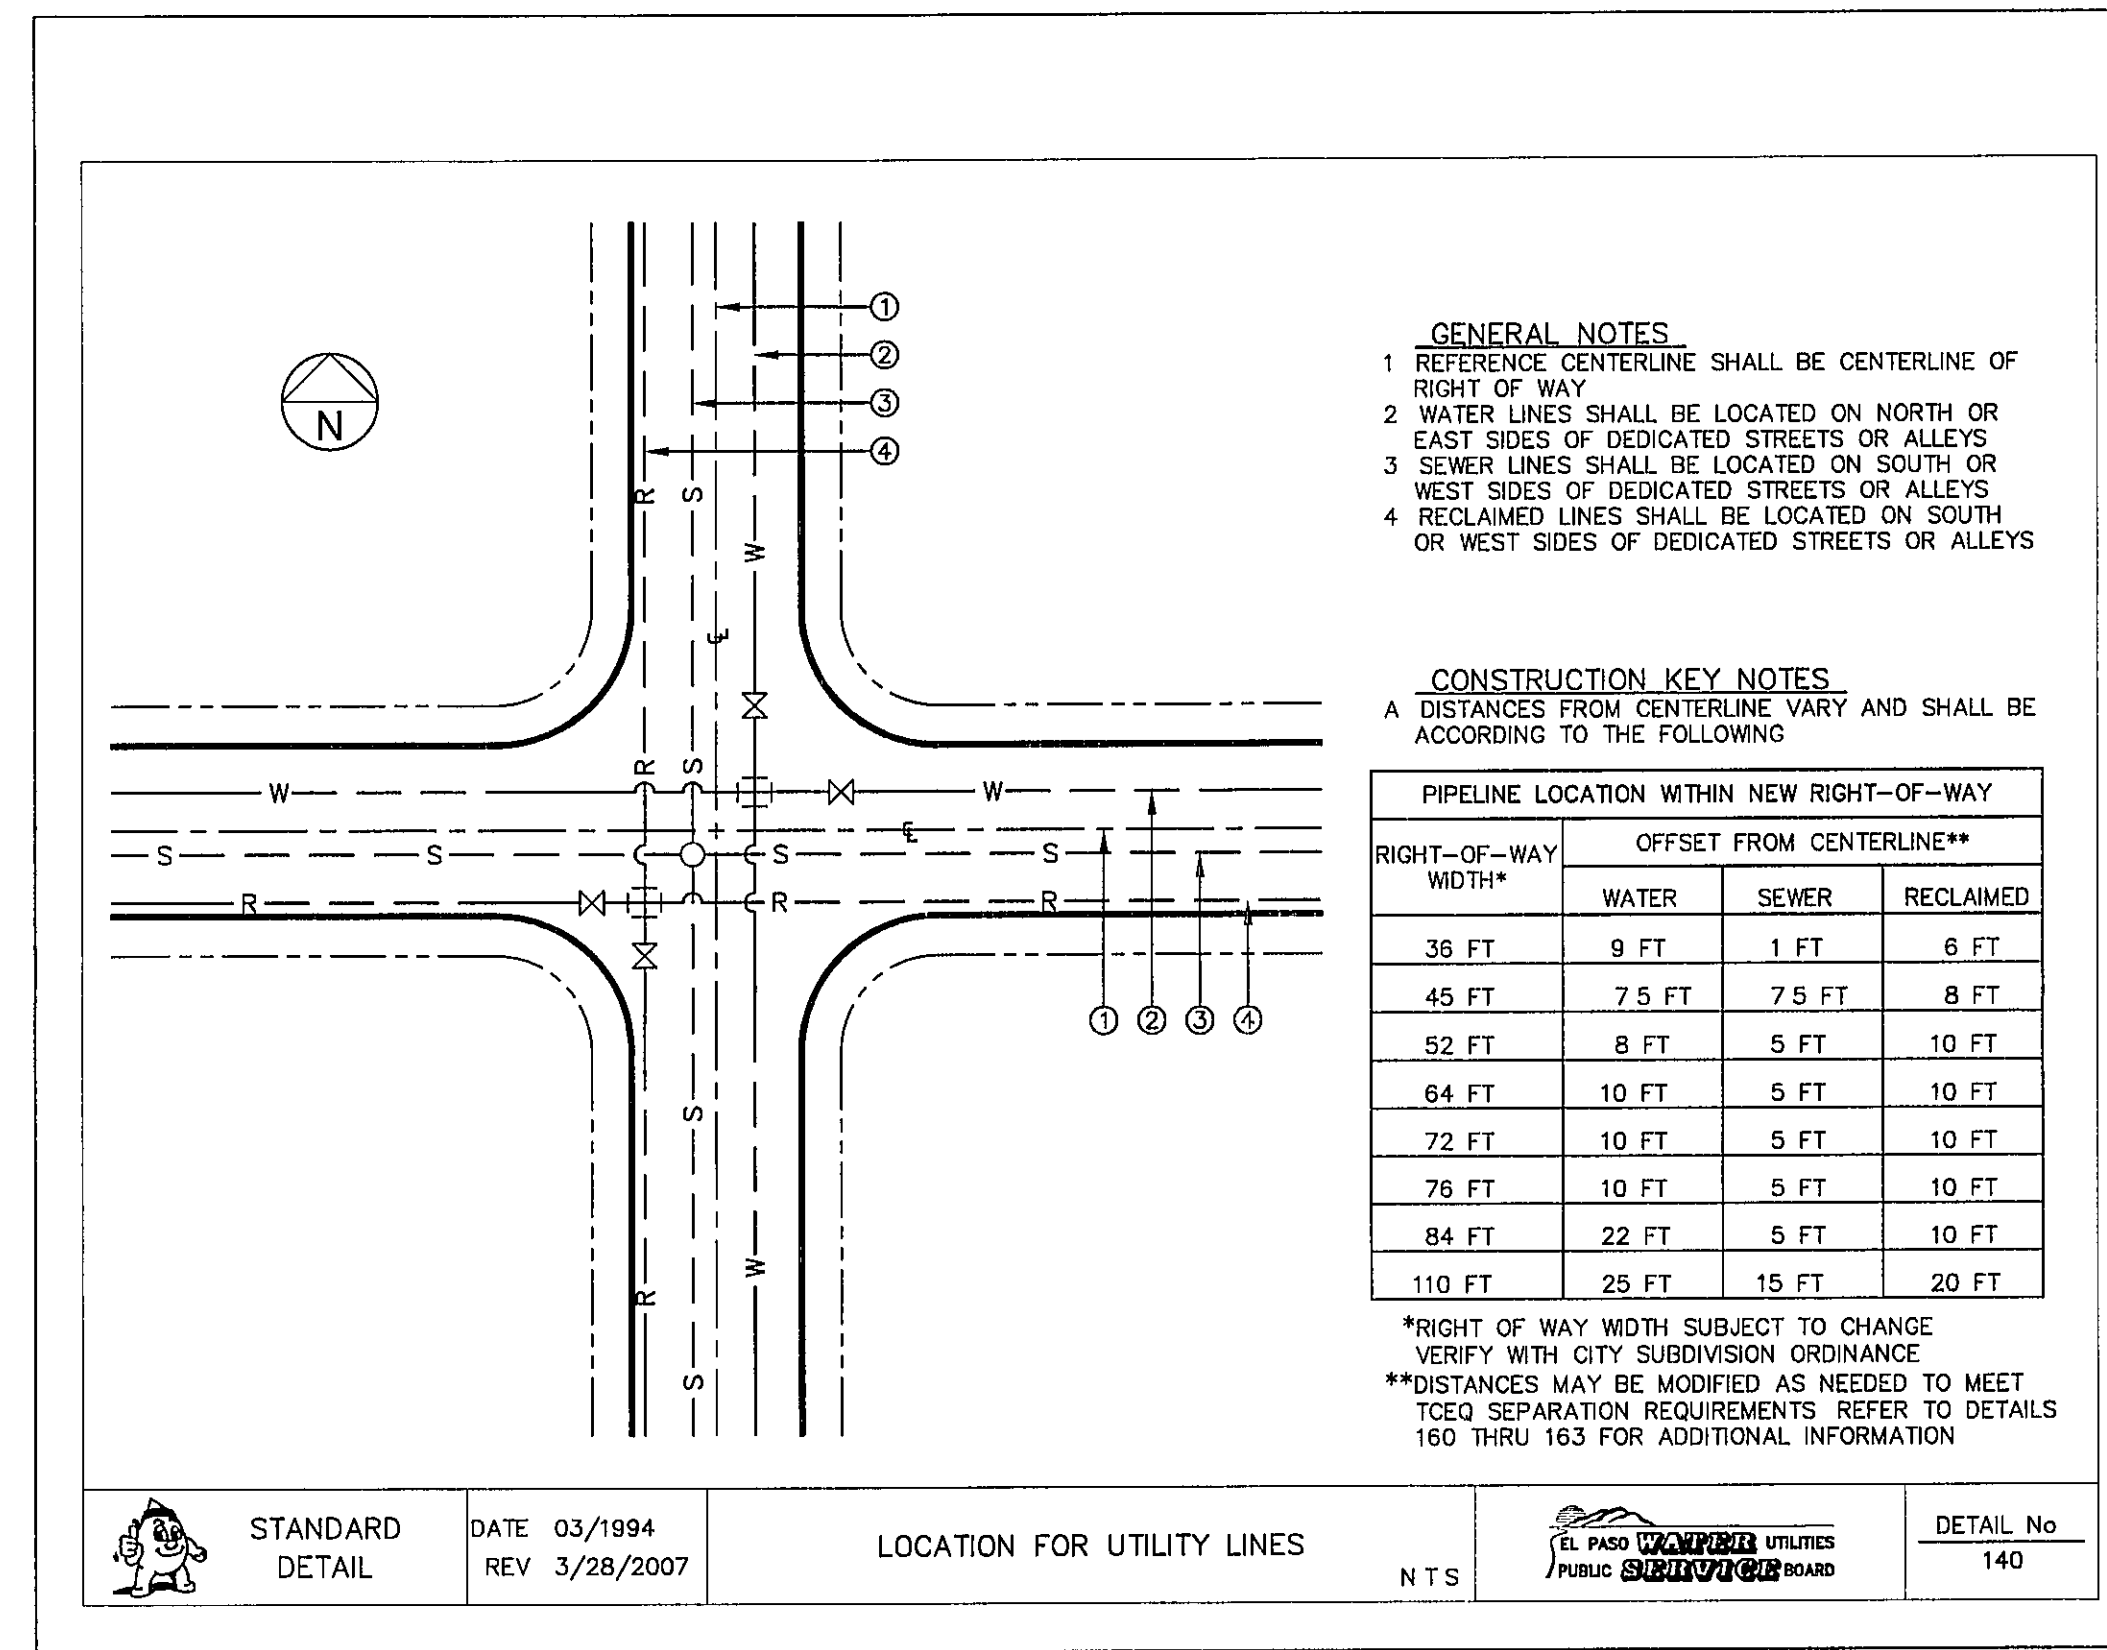 1
2
3
4
N
R
S
W
℄
R
S
W
W
℄
S
S
S
S
R
R
R
1
2
3
4
S
W
R
S
GENERAL NOTES
1 REFERENCE CENTERLINE SHALL BE CENTERLINE OF
RIGHT OF WAY
2 WATER LINES SHALL BE LOCATED ON NORTH OR
EAST SIDES OF DEDICATED STREETS OR ALLEYS
3 SEWER LINES SHALL BE LOCATED ON SOUTH OR
WEST SIDES OF DEDICATED STREETS OR ALLEYS
4 RECLAIMED LINES SHALL BE LOCATED ON SOUTH
OR WEST SIDES OF DEDICATED STREETS OR ALLEYS
CONSTRUCTION KEY NOTES
A DISTANCES FROM CENTERLINE VARY AND SHALL BE
ACCORDING TO THE FOLLOWING
PIPELINE LOCATION WITHIN NEW RIGHT-OF-WAY
RIGHT-OF-WAY
WIDTH*
OFFSET FROM CENTERLINE**
WATER SEWER RECLAIMED
36 FT 9 FT 1 FT 6 FT
45 FT 7 5 FT 7 5 FT 8 FT
52 FT 8 FT 5 FT 10 FT
64 FT 10 FT 5 FT 10 FT
72 FT 10 FT 5 FT 10 FT
76 FT 10 FT 5 FT 10 FT
84 FT 22 FT 5 FT 10 FT
110 FT 25 FT 15 FT 20 FT
*RIGHT OF WAY WIDTH SUBJECT TO CHANGE
VERIFY WITH CITY SUBDIVISION ORDINANCE
**DISTANCES MAY BE MODIFIED AS NEEDED TO MEET
TCEQ SEPARATION REQUIREMENTS REFER TO DETAILS
160 THRU 163 FOR ADDITIONAL INFORMATION
STANDARD
DETAIL
DATE 03/1994
REV 3/28/2007
LOCATION FOR UTILITY LINES
N T S
EL PASO WATER UTILITIES
PUBLIC SERVICE BOARD
DETAIL No
140